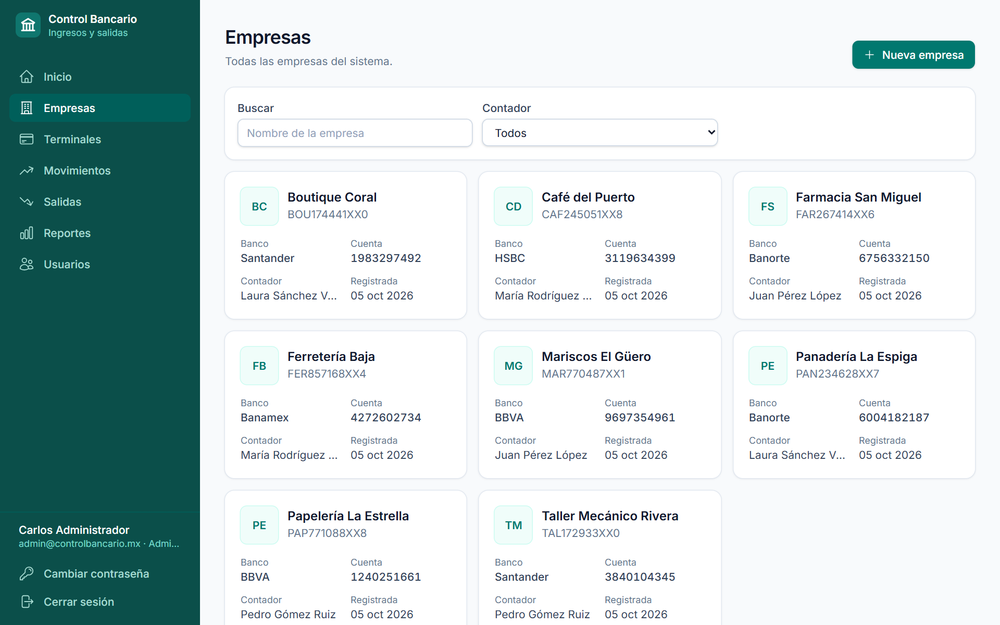 Control Bancario
Ingresos y salidas
Inicio
Empresas
Terminales
Movimientos
Salidas
Reportes
Usuarios
Carlos Administrador
admin@controlbancario.mx · Admi...
Cambiar contraseña
Cerrar sesión
Empresas
Todas las empresas del sistema.
Nueva empresa
Buscar
Nombre de la empresa
Contador
Todos
BC
Boutique Coral
BOU174441XX0
Banco
Cuenta
Santander
1983297492
Contador
Registrada
Laura Sánchez V...
05 oct 2026
CD
Café del Puerto
CAF245051XX8
Banco
Cuenta
HSBC
3119634399
Contador
Registrada
María Rodríguez ...
05 oct 2026
FS
Farmacia San Miguel
FAR267414XX6
Banco
Cuenta
Banorte
6756332150
Contador
Registrada
Juan Pérez López
05 oct 2026
FB
Ferretería Baja
FER857168XX4
Banco
Cuenta
Banamex
4272602734
Contador
Registrada
María Rodríguez ...
05 oct 2026
MG
Mariscos El Güero
MAR770487XX1
Banco
Cuenta
BBVA
9697354961
Contador
Registrada
Juan Pérez López
05 oct 2026
PE
Panadería La Espiga
PAN234628XX7
Banco
Cuenta
Banorte
6004182187
Contador
Registrada
Laura Sánchez V...
05 oct 2026
PE
Papelería La Estrella
PAP771088XX8
Banco
Cuenta
BBVA
1240251661
Contador
Registrada
Pedro Gómez Ruiz
05 oct 2026
TM
Taller Mecánico Rivera
TAL172933XX0
Banco
Cuenta
Santander
3840104345
Contador
Registrada
Pedro Gómez Ruiz
05 oct 2026